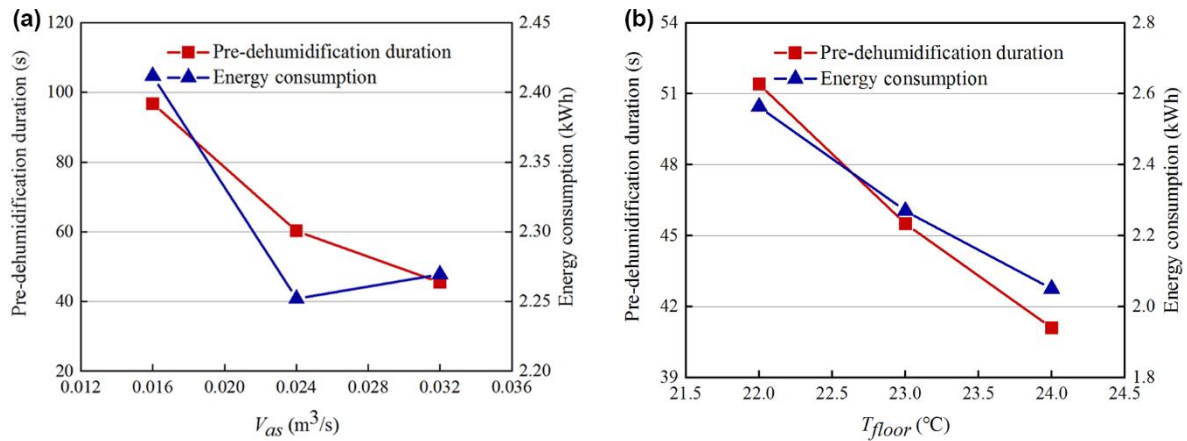 (a)
Pre-dehumidification duration (s)
120
100
80
60
40
20
Pre-dehumidification duration
Energy consumption
2.45
2.40
2.35
2.30
2.25
2.20
Energy consumption (kWh)
0.012 0.016 0.020 0.024 0.028 0.032 0.036
V_as (m³/s)
(b)
Pre-dehumidification duration (s)
54
51
48
45
42
39
Pre-dehumidification duration
Energy consumption
2.8
2.6
2.4
2.2
2.0
1.8
Energy consumption (kWh)
21.5 22.0 22.5 23.0 23.5 24.0 24.5
T_floor (℃)